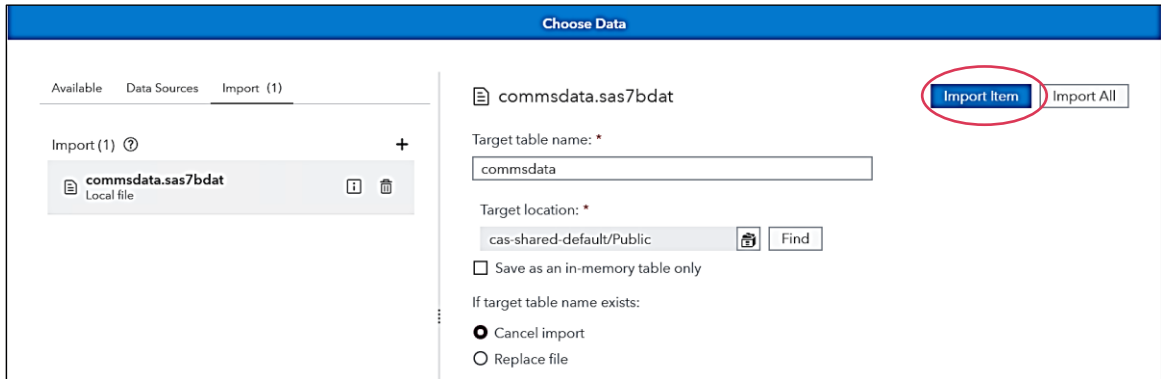 Choose Data
Available Data Sources Import (1)
Import (1)
commsdata.sas7bdat
Local file
commsdata.sas7bdat
Import Item Import All
Target table name: *
commsdata
Target location: *
cas-shared-default/Public Find
Save as an in-memory table only
If target table name exists:
Cancel import
Replace file